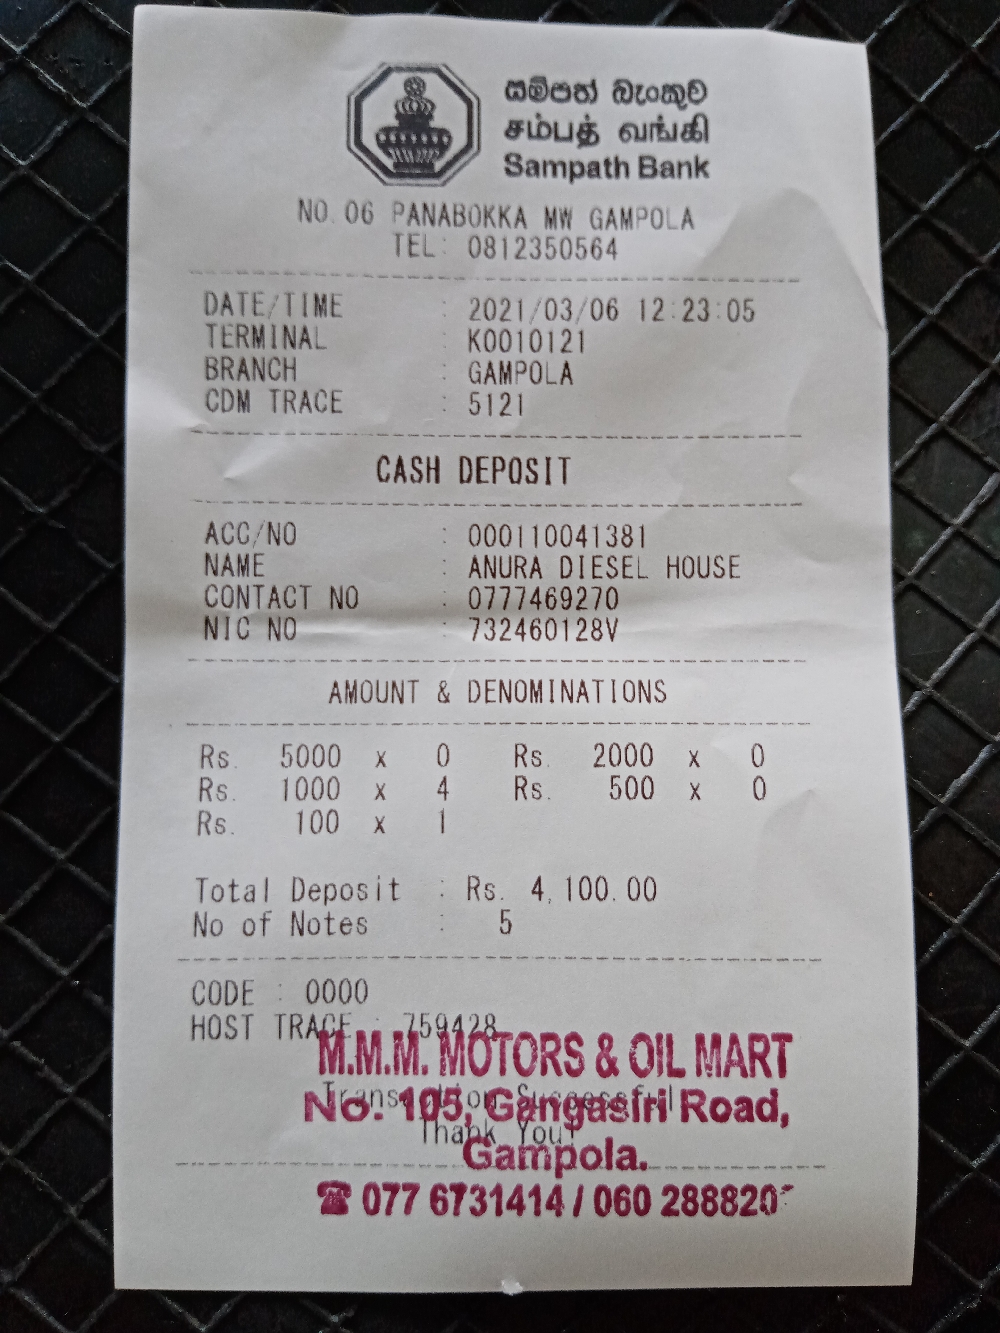 සම්පත් බැංකුව
சம்பத் வங்கி
Sampath Bank
NO. 06 PANABOKKA MW GAMPOLA
TEL: 0812350564
DATE/TIME : 2021/03/06 12:23:05
TERMINAL : K0010121
BRANCH : GAMPOLA
CDM TRACE : 5121
CASH DEPOSIT
ACC/NO : 000110041381
NAME : ANURA DIESEL HOUSE
CONTACT NO : 0777469270
NIC NO : 732460128V
AMOUNT & DENOMINATIONS
Rs. 5000 x 0 Rs. 2000 x 0
Rs. 1000 x 4 Rs. 500 x 0
Rs. 100 x 1
Total Deposit : Rs. 4,100.00
No of Notes : 5
CODE : 0000
HOST TRACE : 759428
M.M.M. MOTORS & OIL MART
Transaction Successful
No. 105, Gangasiri Road,
Thank You!
Gampola.
☎ 077 6731414 / 060 288820